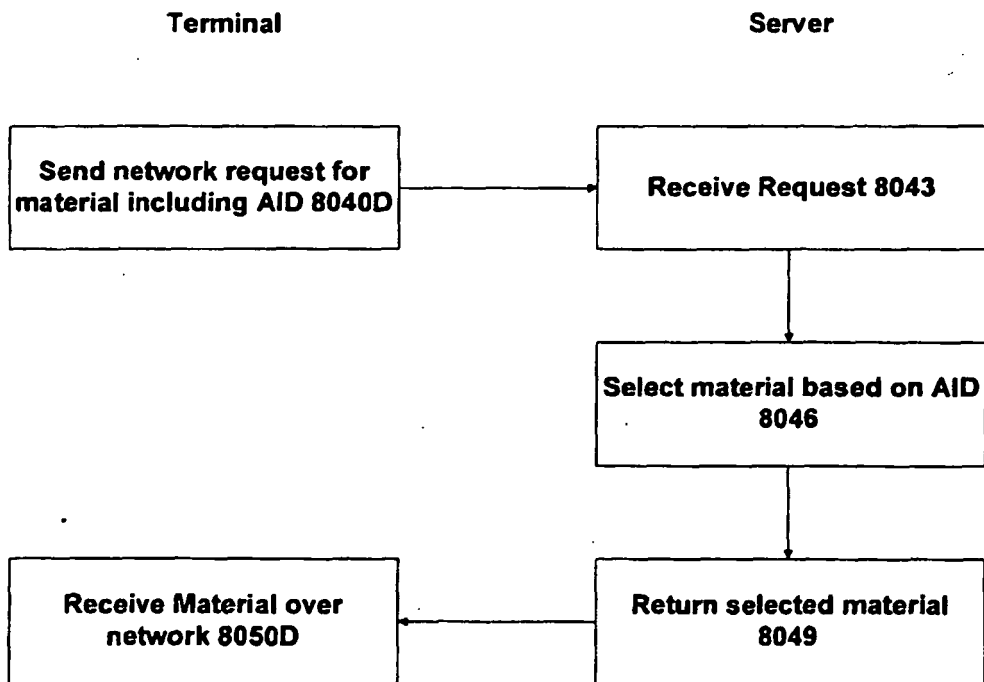 Terminal
Server
Send network request for
material including AID 8040D
Receive Request 8043
Select material based on AID
8046
Return selected material
8049
Receive Material over
network 8050D